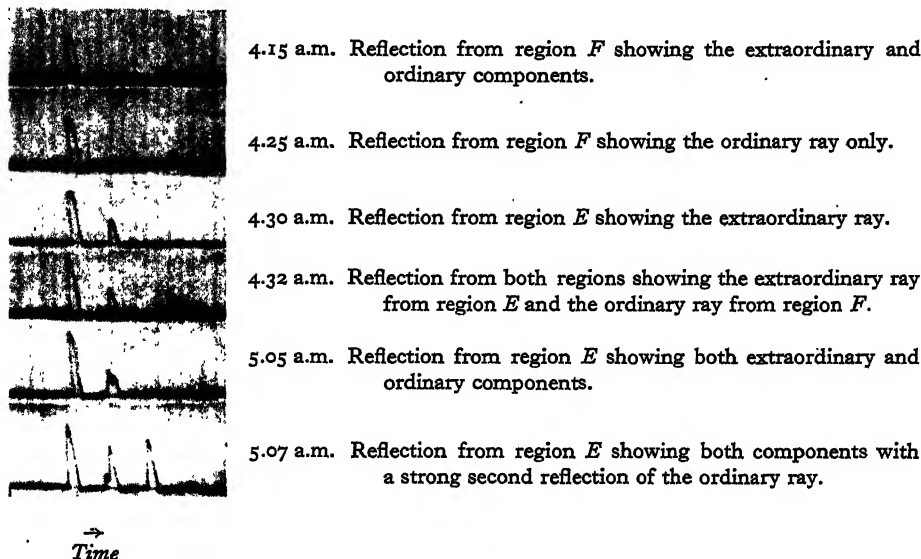 4.15 a.m. Reflection from region F showing the extraordinary and
ordinary components.
4.25 a.m. Reflection from region F showing the ordinary ray only.
4.30 a.m. Reflection from region E showing the extraordinary ray.
4.32 a.m. Reflection from both regions showing the extraordinary ray
from region E and the ordinary ray from region F.
5.05 a.m. Reflection from region E showing both extraordinary and
ordinary components.
5.07 a.m. Reflection from region E showing both components with
a strong second reflection of the ordinary ray.
→
Time